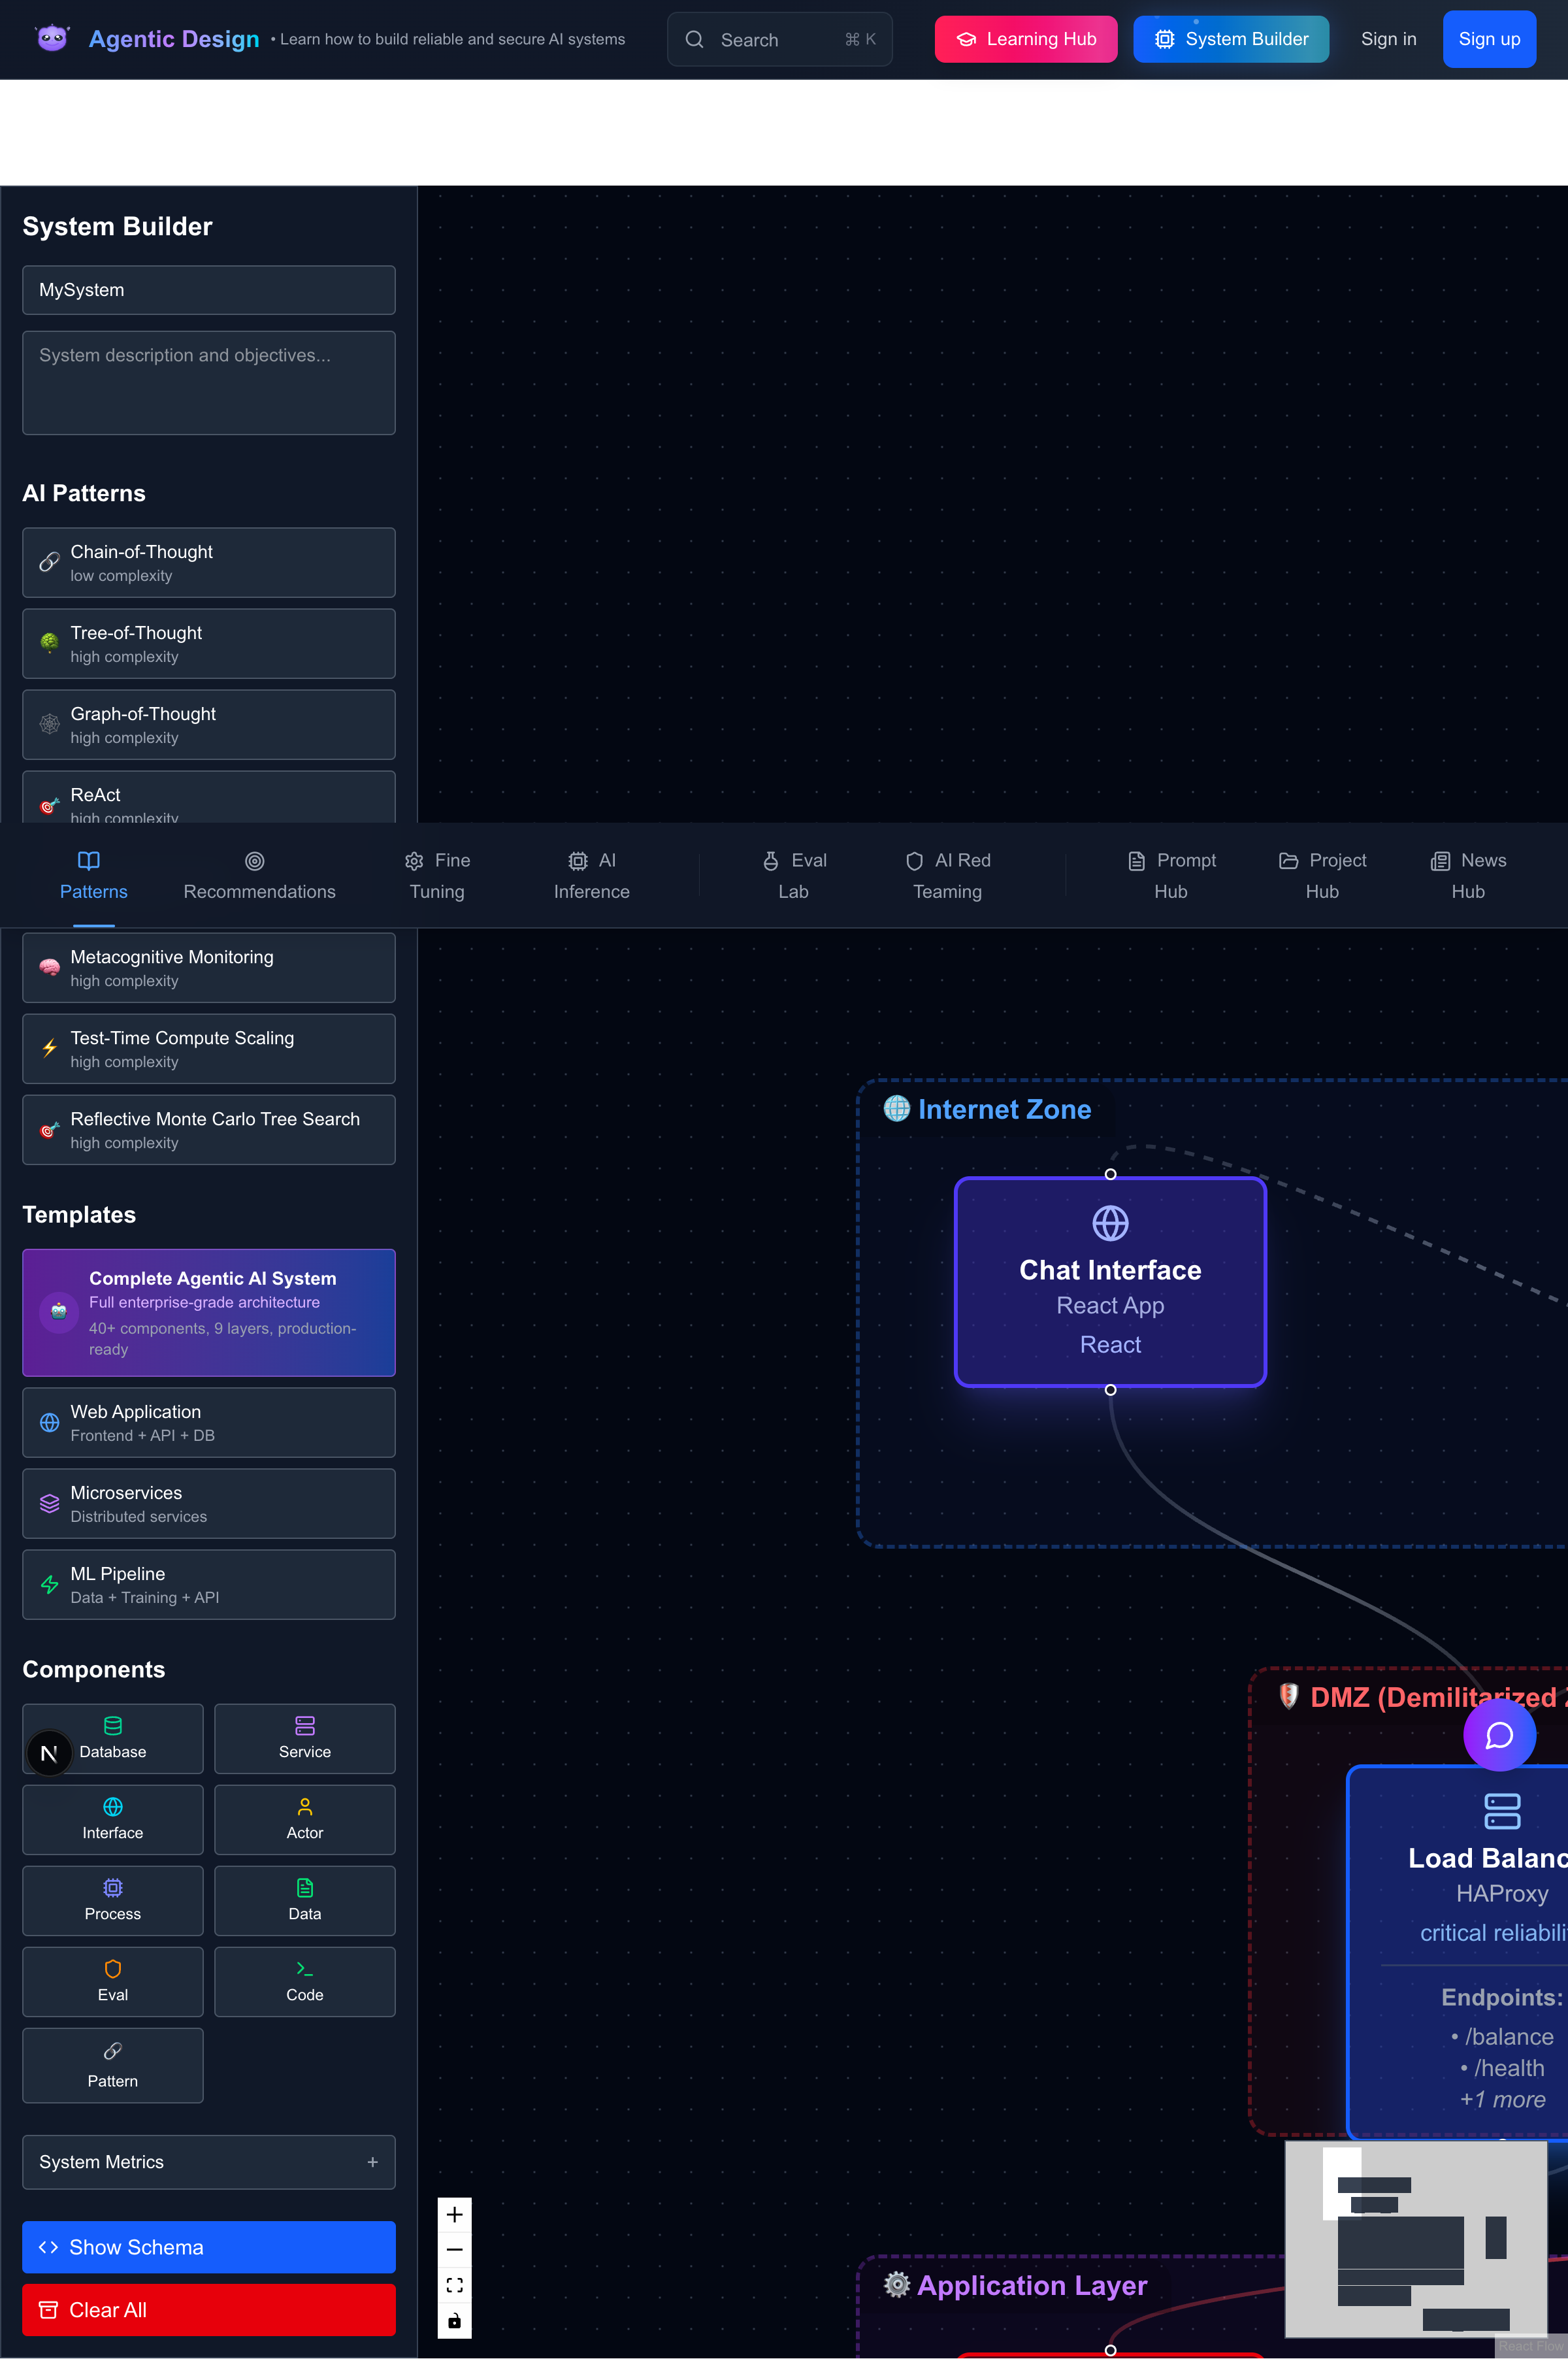 Agentic Design • Learn how to build reliable and secure AI systems
Search ⌘ K
Learning Hub
System Builder
Sign in
Sign up
System Builder
MySystem
System description and objectives...
AI Patterns
Chain-of-Thought
low complexity
Tree-of-Thought
high complexity
Graph-of-Thought
high complexity
ReAct
high complexity
Patterns
Recommendations
Fine
Tuning
AI
Inference
Eval
Lab
AI Red
Teaming
Prompt
Hub
Project
Hub
News
Hub
Metacognitive Monitoring
high complexity
Test-Time Compute Scaling
high complexity
Reflective Monte Carlo Tree Search
high complexity
Templates
Complete Agentic AI System
Full enterprise-grade architecture
40+ components, 9 layers, production-
ready
Web Application
Frontend + API + DB
Microservices
Distributed services
ML Pipeline
Data + Training + API
Components
Database
Service
Interface
Actor
Process
Data
Eval
Code
Pattern
N
System Metrics +
Show Schema
Clear All
Internet Zone
Chat Interface
React App
React
DMZ (Demilitarized
Load Balanc
HAProxy
critical reliabili
Endpoints:
• /balance
• /health
+1 more
Application Layer
React Flow